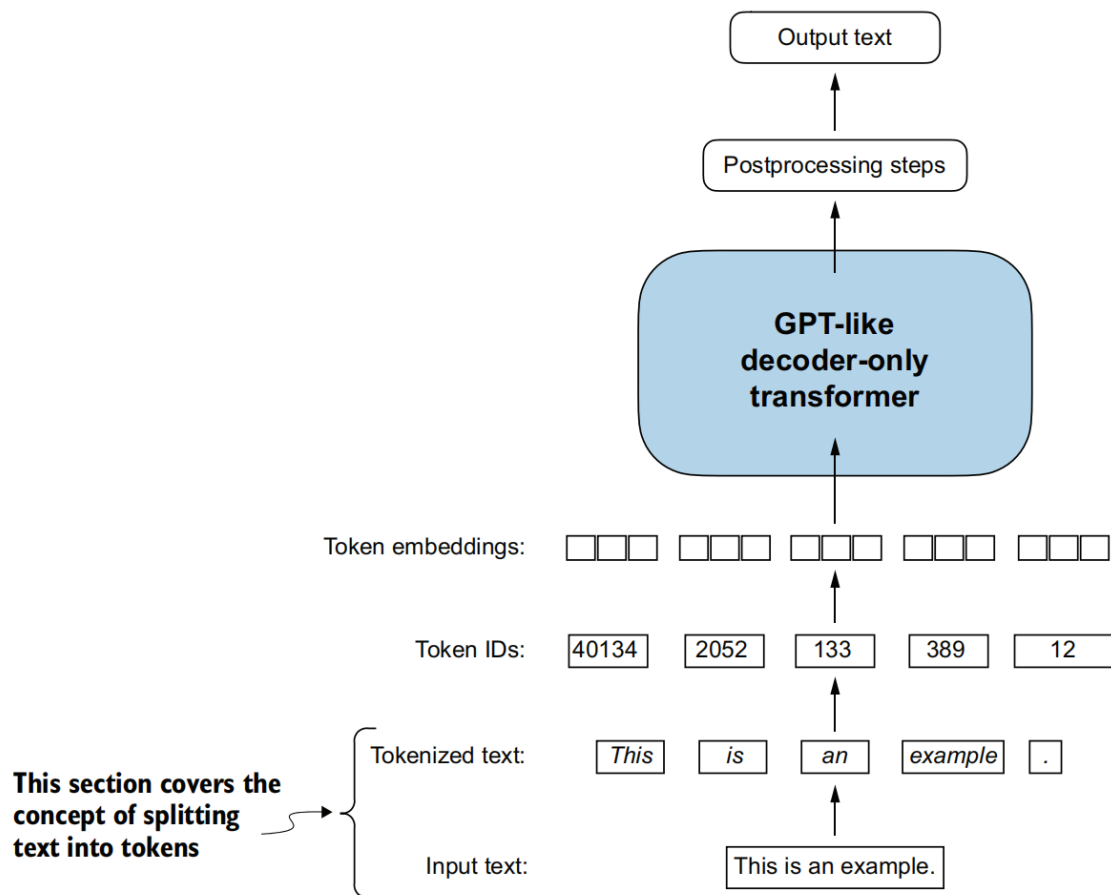 Output text
Postprocessing steps
GPT-like
decoder-only
transformer
Token embeddings:
Token IDs: 40134 2052 133 389 12
Tokenized text: This is an example .
This section covers the
concept of splitting
text into tokens
Input text: This is an example.